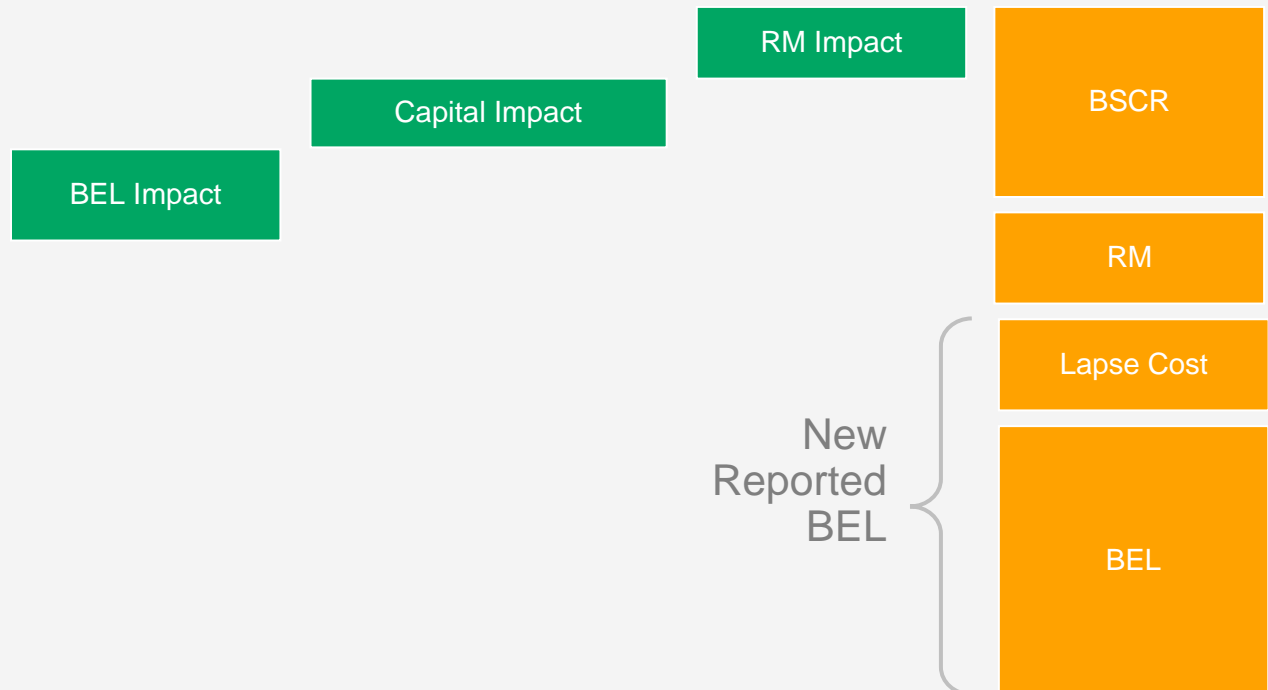 RM Impact
BSCR
Capital Impact
BEL Impact
RM
Lapse Cost
New
Reported
BEL
BEL